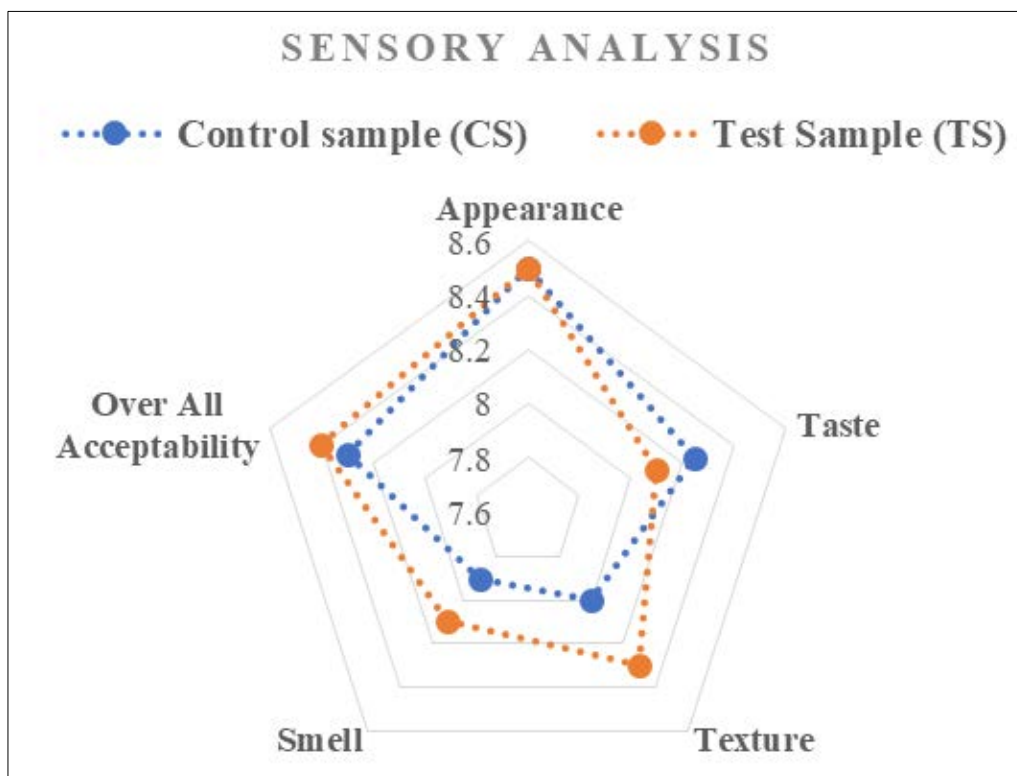 SENSORY ANALYSIS
Control sample (CS) Test Sample (TS)
Appearance
8.6
8.4
8.2
8
7.8
7.6
Over All
Acceptability
Taste
Smell
Texture